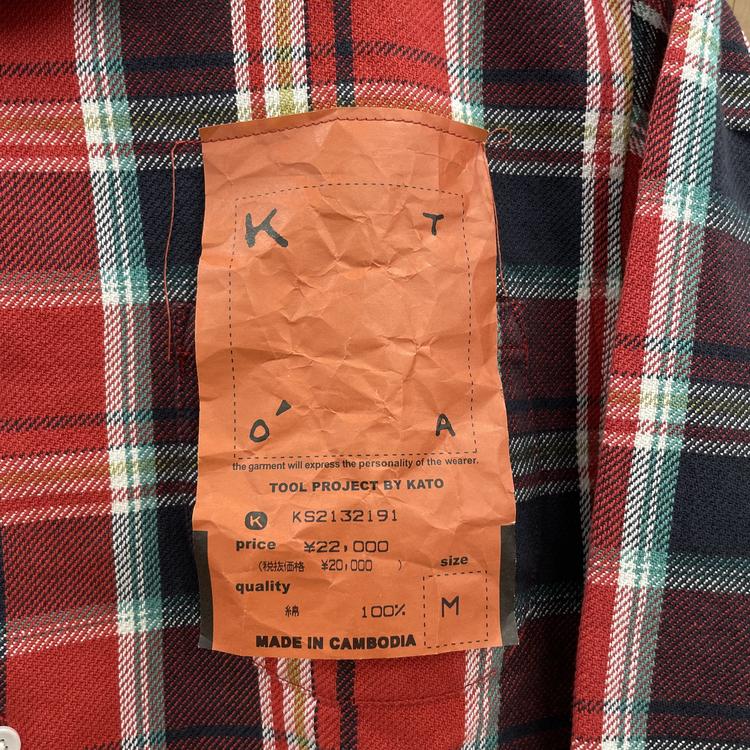 K T
O' A
the garment will express the personality of the wearer.
TOOL PROJECT BY KATO
K KS2132191
price ¥22,000
(税抜価格 ¥20,000 )
size
quality
綿 100% M
MADE IN CAMBODIA